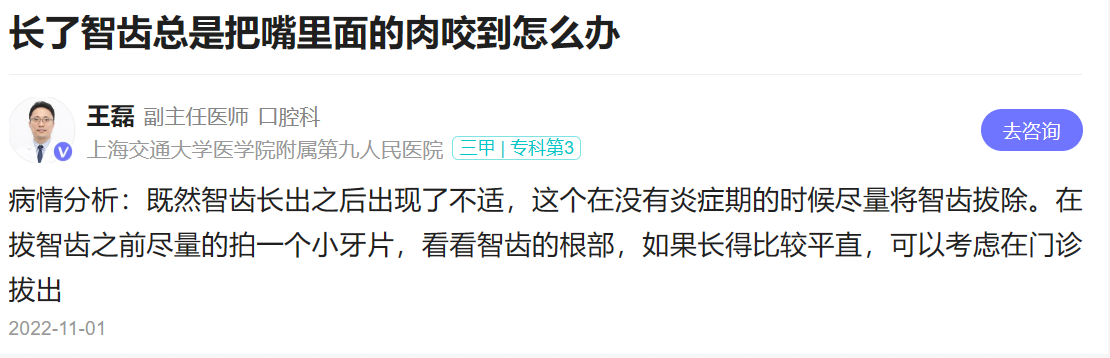 长了智齿总是把嘴里面的肉咬到怎么办
王磊 副主任医师 口腔科
去咨询
上海交通大学医学院附属第九人民医院 三甲 | 专科第3
病情分析：既然智齿长出之后出现了不适，这个在没有炎症期的时候尽量将智齿拔除。在
拔智齿之前尽量的拍一个小牙片，看看智齿的根部，如果长得比较平直，可以考虑在门诊
拔出
2022-11-01